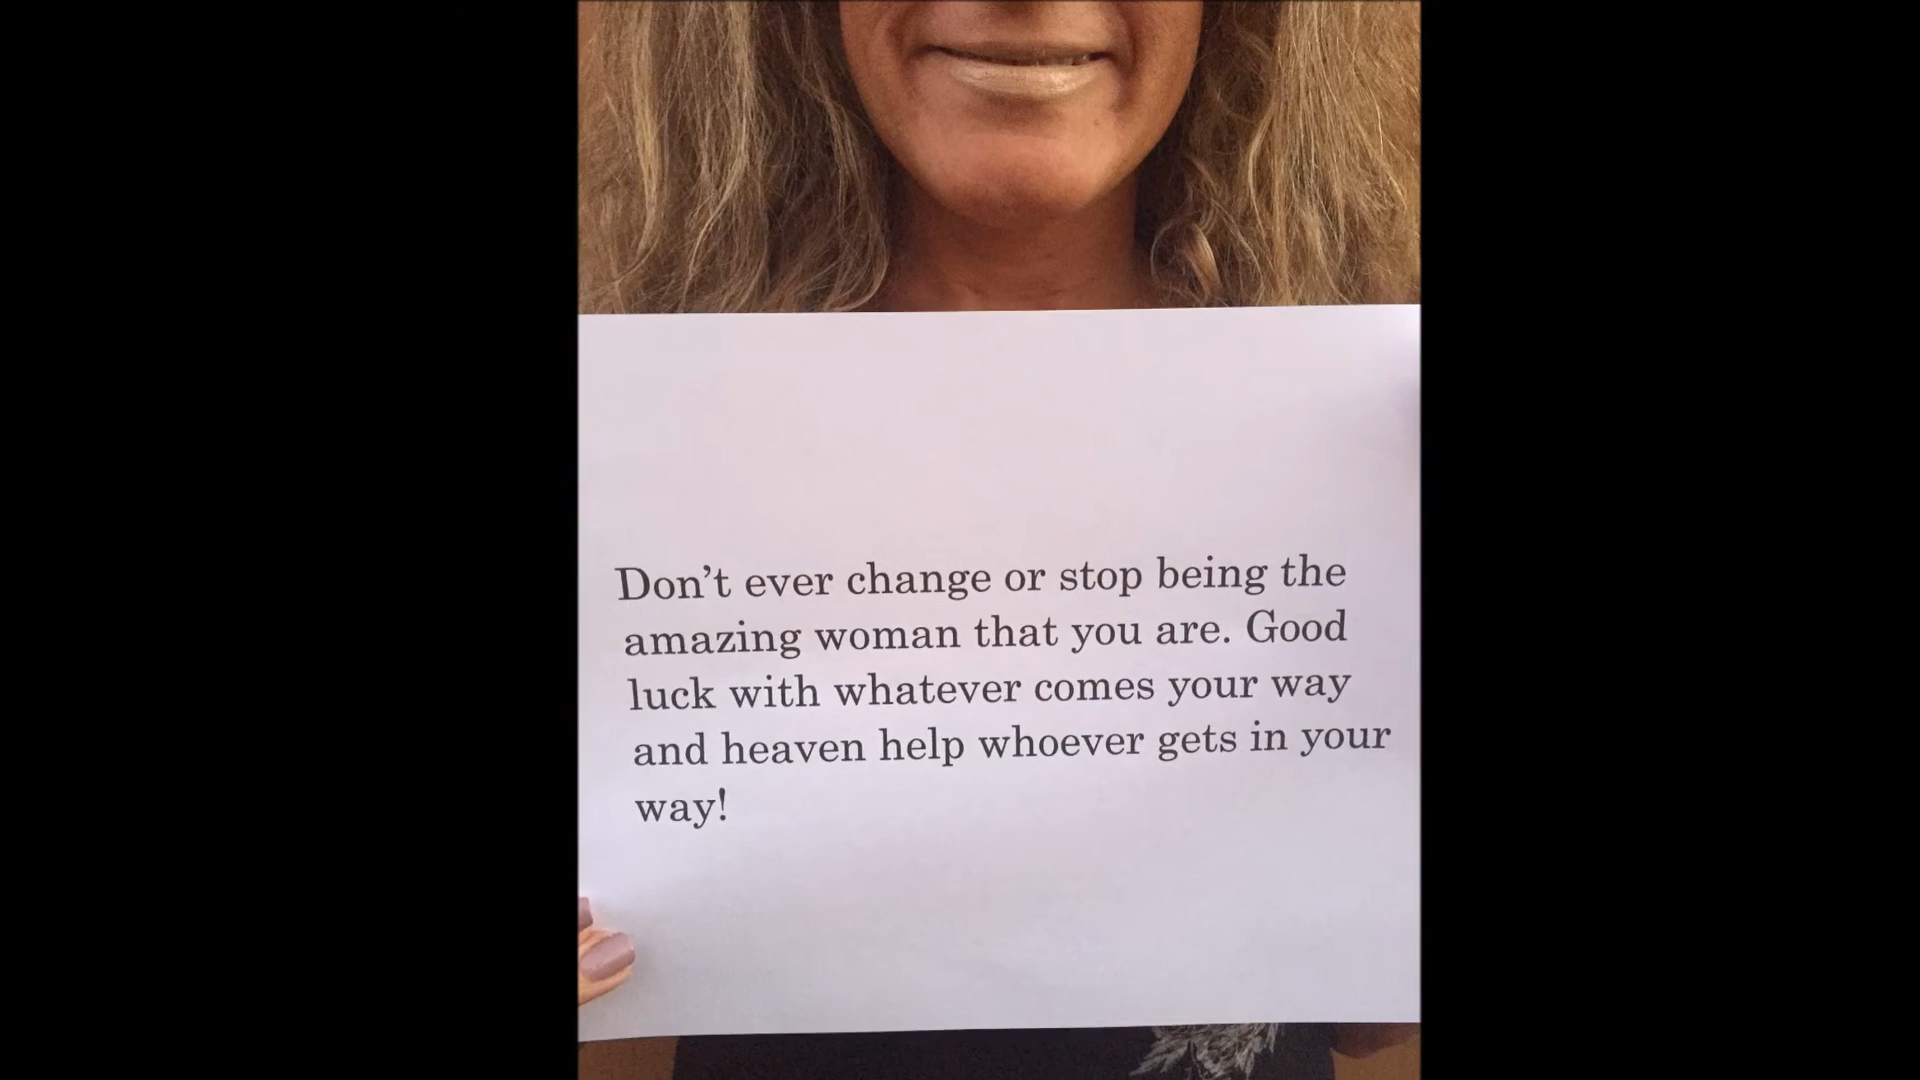 Don’t ever change or stop being the
amazing woman that you are. Good
luck with whatever comes your way
and heaven help whoever gets in your
way!